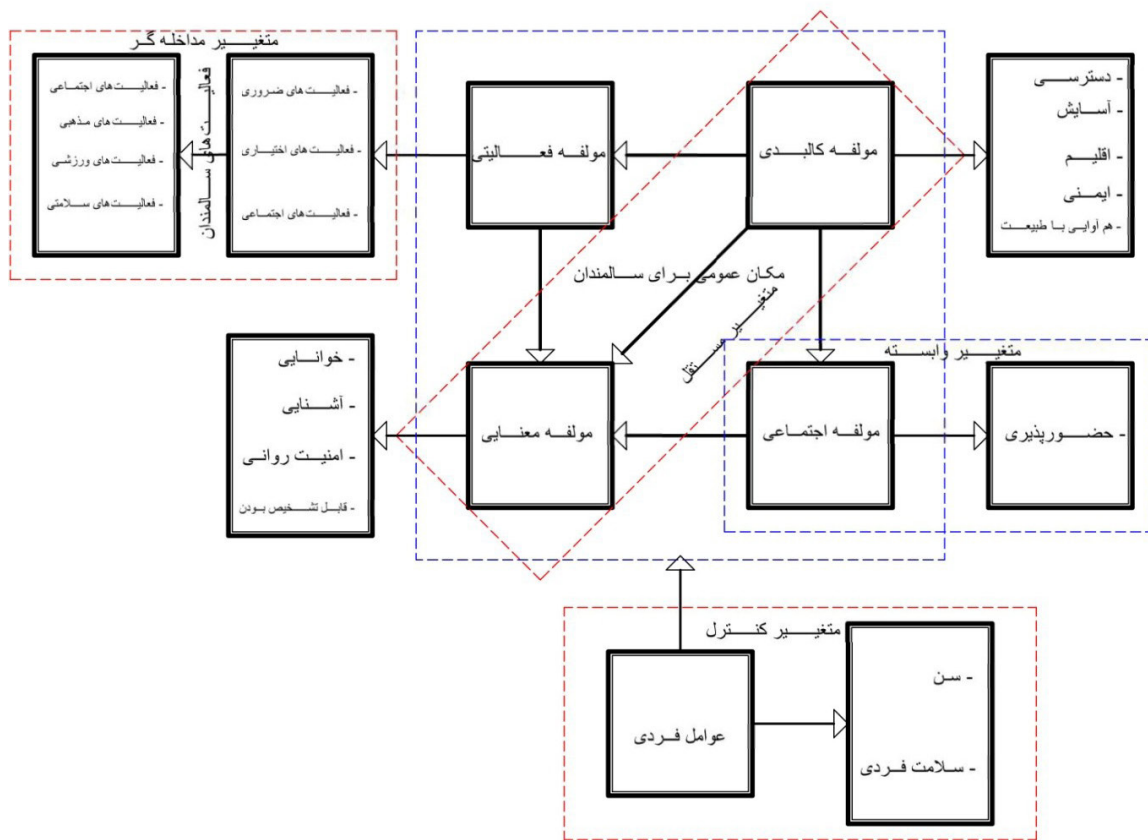 متغیر مداخله گر
- دسترسی
- آسایش
- اقلیم
- ایمنی
- هم آوایی با طبیعت
مولفه کالبدی
مولفه فعالیتی
- فعالیت‌های ضروری
- فعالیت‌های اختیاری
- فعالیت‌های اجتماعی
فعالیت‌های سالمندان
- فعالیت‌های اجتماعی
- فعالیت‌های مذهبی
- فعالیت‌های ورزشی
- فعالیت‌های سلامتی
مکان عمومی برای سالمندان
متغیر مستقل
متغیر وابسته
- حضورپذیری
مولفه اجتماعی
مولفه معنایی
- خوانایی
- آشنایی
- امنیت روانی
- قابل تشخیص بودن
متغیر کنترل
- سن
- سلامت فردی
عوامل فردی